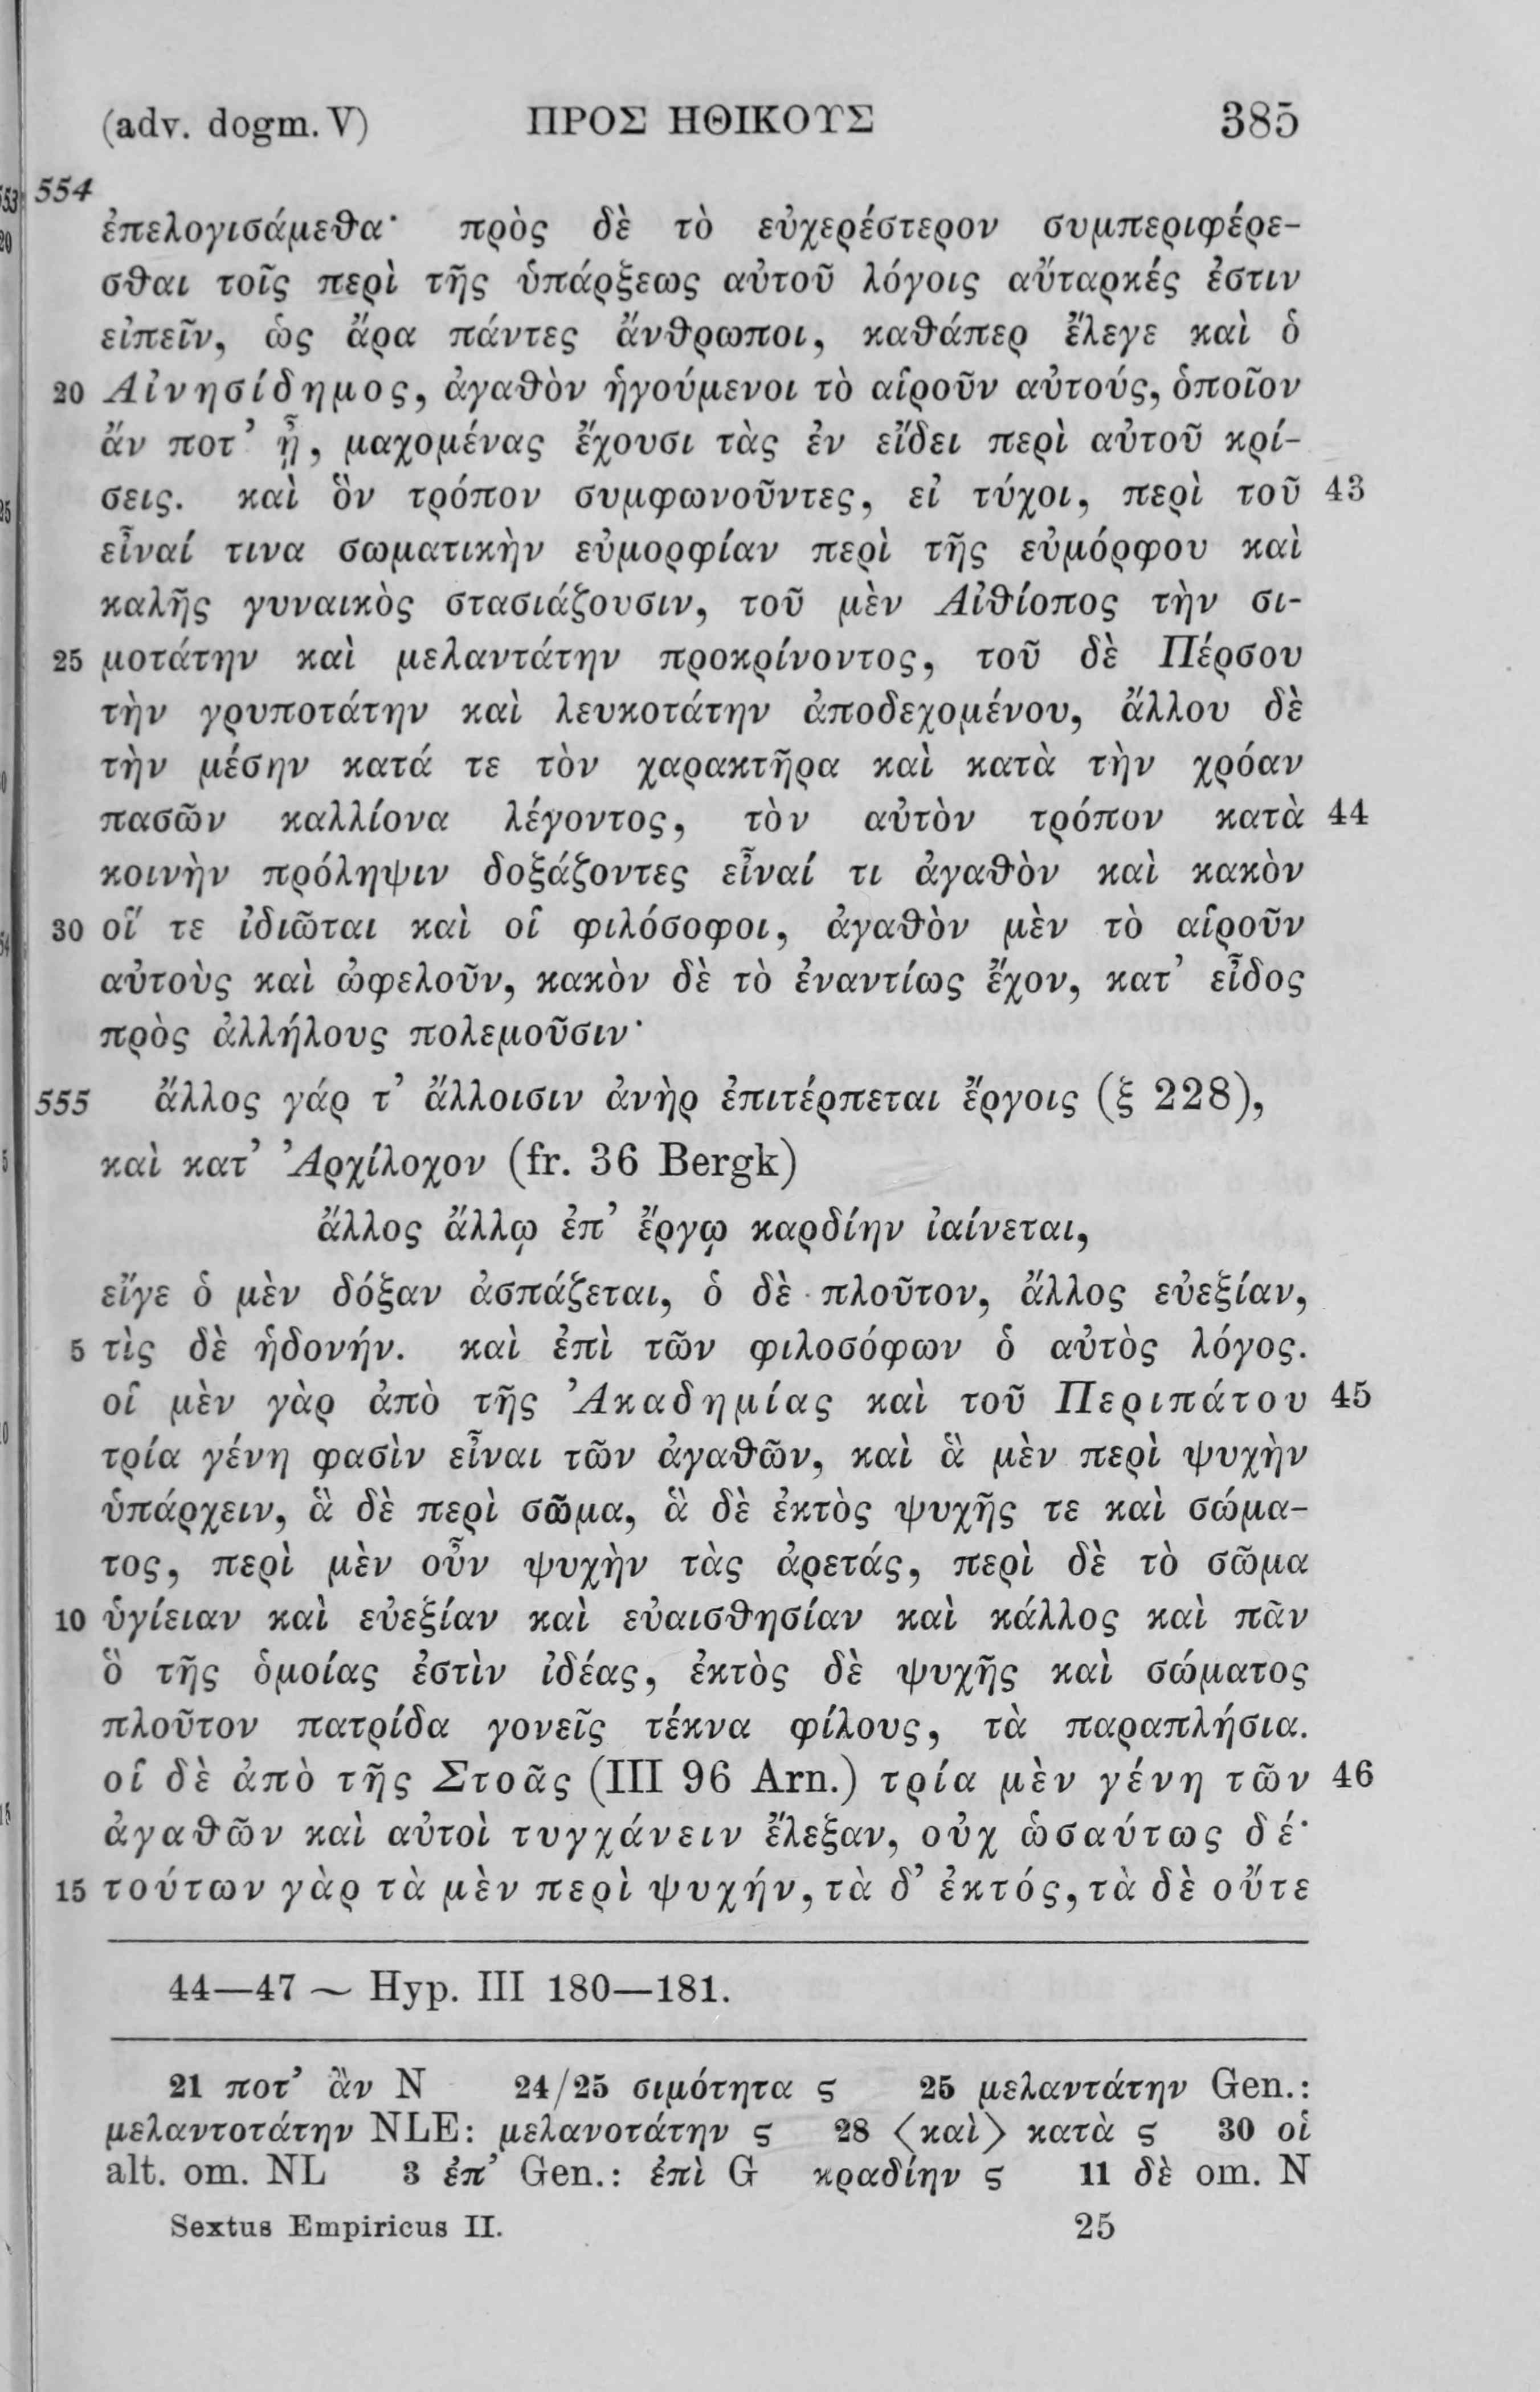 (adv. dogm. V) ΠΡΟΣ ΗΘΙΚΟΥΣ 385
554
ἐπελογισάμεθα· πρὸς δὲ τὸ εὐχερέστερον συμπεριφέρε-
σθαι τοῖς περὶ τῆς ὑπάρξεως αὐτοῦ λόγοις αὔταρκές ἐστιν
εἰπεῖν, ὡς ἄρα πάντες ἄνθρωποι, καθάπερ ἔλεγε καὶ ὁ
20 Αἰνησίδημος, ἀγαθὸν ἡγούμενοι τὸ αἱροῦν αὐτούς, ὁποῖον
ἄν ποτ’ ᾖ, μαχομένας ἔχουσι τὰς ἐν εἴδει περὶ αὐτοῦ κρί-
σεις. καὶ ὃν τρόπον συμφωνοῦντες, εἰ τύχοι, περὶ τοῦ 43
εἶναί τινα σωματικὴν εὐμορφίαν περὶ τῆς εὐμόρφου καὶ
καλῆς γυναικὸς στασιάζουσιν, τοῦ μὲν Αἰθίοπος τὴν σι-
25 μοτάτην καὶ μελαντάτην προκρίνοντος, τοῦ δὲ Πέρσου
τὴν γρυποτάτην καὶ λευκοτάτην ἀποδεχομένου, ἄλλου δὲ
τὴν μέσην κατά τε τὸν χαρακτῆρα καὶ κατὰ τὴν χρόαν
πασῶν καλλίονα λέγοντος, τὸν αὐτὸν τρόπον κατὰ 44
κοινὴν πρόληψιν δοξάζοντες εἶναί τι ἀγαθὸν καὶ κακὸν
30 οἵ τε ἰδιῶται καὶ οἱ φιλόσοφοι, ἀγαθὸν μὲν τὸ αἱροῦν
αὐτοὺς καὶ ὠφελοῦν, κακὸν δὲ τὸ ἐναντίως ἔχον, κατ’ εἶδος
πρὸς ἀλλήλους πολεμοῦσιν·
555 ἄλλος γάρ τ’ ἄλλοισιν ἀνὴρ ἐπιτέρπεται ἔργοις (ξ 228),
καὶ κατ’ Ἀρχίλοχον (fr. 36 Bergk)
ἄλλος ἄλλῳ ἐπ’ ἔργῳ καρδίην ἰαίνεται,
εἴγε ὁ μὲν δόξαν ἀσπάζεται, ὁ δὲ πλοῦτον, ἄλλος εὐεξίαν,
5 τὶς δὲ ἡδονήν. καὶ ἐπὶ τῶν φιλοσόφων ὁ αὐτὸς λόγος.
οἱ μὲν γὰρ ἀπὸ τῆς Ἀκαδημίας καὶ τοῦ Περιπάτου 45
τρία γένη φασὶν εἶναι τῶν ἀγαθῶν, καὶ ἃ μὲν περὶ ψυχὴν
ὑπάρχειν, ἃ δὲ περὶ σῶμα, ἃ δὲ ἐκτὸς ψυχῆς τε καὶ σώμα-
τος, περὶ μὲν οὖν ψυχὴν τὰς ἀρετάς, περὶ δὲ τὸ σῶμα
10 ὑγίειαν καὶ εὐεξίαν καὶ εὐαισθησίαν καὶ κάλλος καὶ πᾶν
ὃ τῆς ὁμοίας ἐστὶν ἰδέας, ἐκτὸς δὲ ψυχῆς καὶ σώματος
πλοῦτον πατρίδα γονεῖς τέκνα φίλους, τὰ παραπλήσια.
οἱ δὲ ἀπὸ τῆς Στοᾶς (III 96 Arn.) τρία μὲν γένη τῶν 46
ἀγαθῶν καὶ αὐτοὶ τυγχάνειν ἔλεξαν, οὐχ ὡσαύτως δέ·
15 τούτων γὰρ τὰ μὲν περὶ ψυχήν, τὰ δ’ ἐκτός, τὰ δὲ οὔτε
44—47 ~ Hyp. III 180—181.
21 ποτ’ ἂν N 24/25 σιμότητα ς 25 μελαντάτην Gen.:
μελαντοτάτην NLE: μελανοτάτην ς 28 ⟨καὶ⟩ κατὰ ς 30 οἱ
alt. om. NL 3 ἐπ’ Gen.: ἐπὶ G κραδίην ς 11 δὲ om. N
Sextus Empiricus II. 25